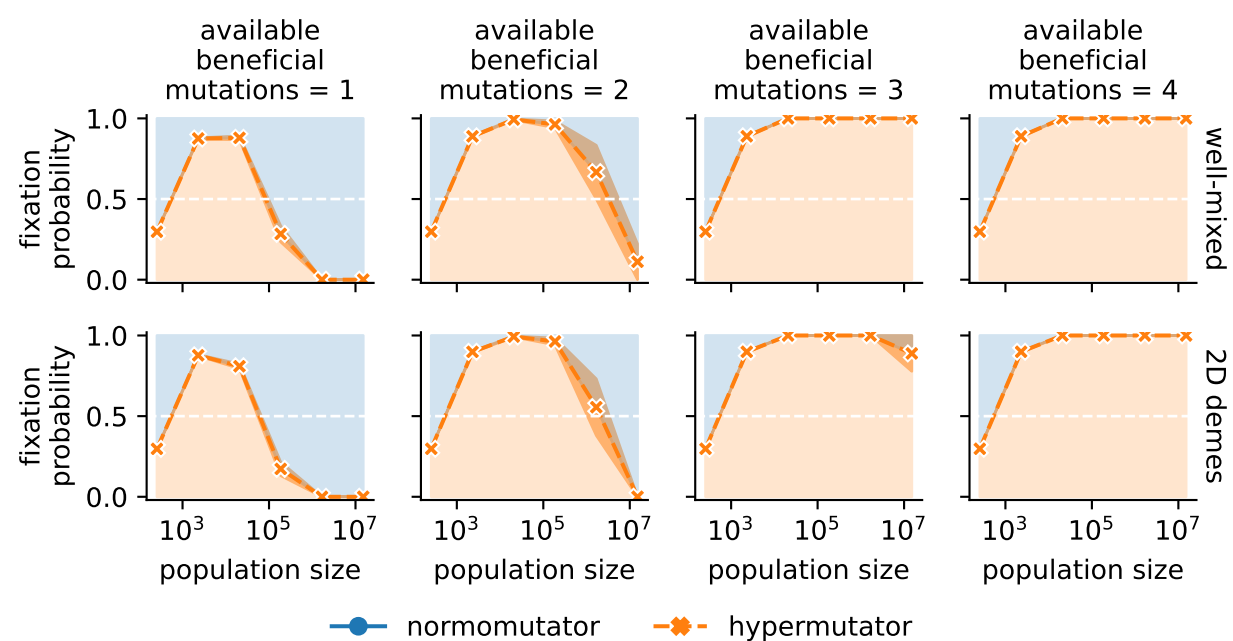 available
beneficial
mutations = 1
available
beneficial
mutations = 2
available
beneficial
mutations = 3
available
beneficial
mutations = 4
fixation
probability
1.0
0.5
0.0
well-mixed
fixation
probability
1.0
0.5
0.0
2D demes
10³ 10⁵ 10⁷
10³ 10⁵ 10⁷
10³ 10⁵ 10⁷
10³ 10⁵ 10⁷
population size
population size
population size
population size
normomutator
hypermutator